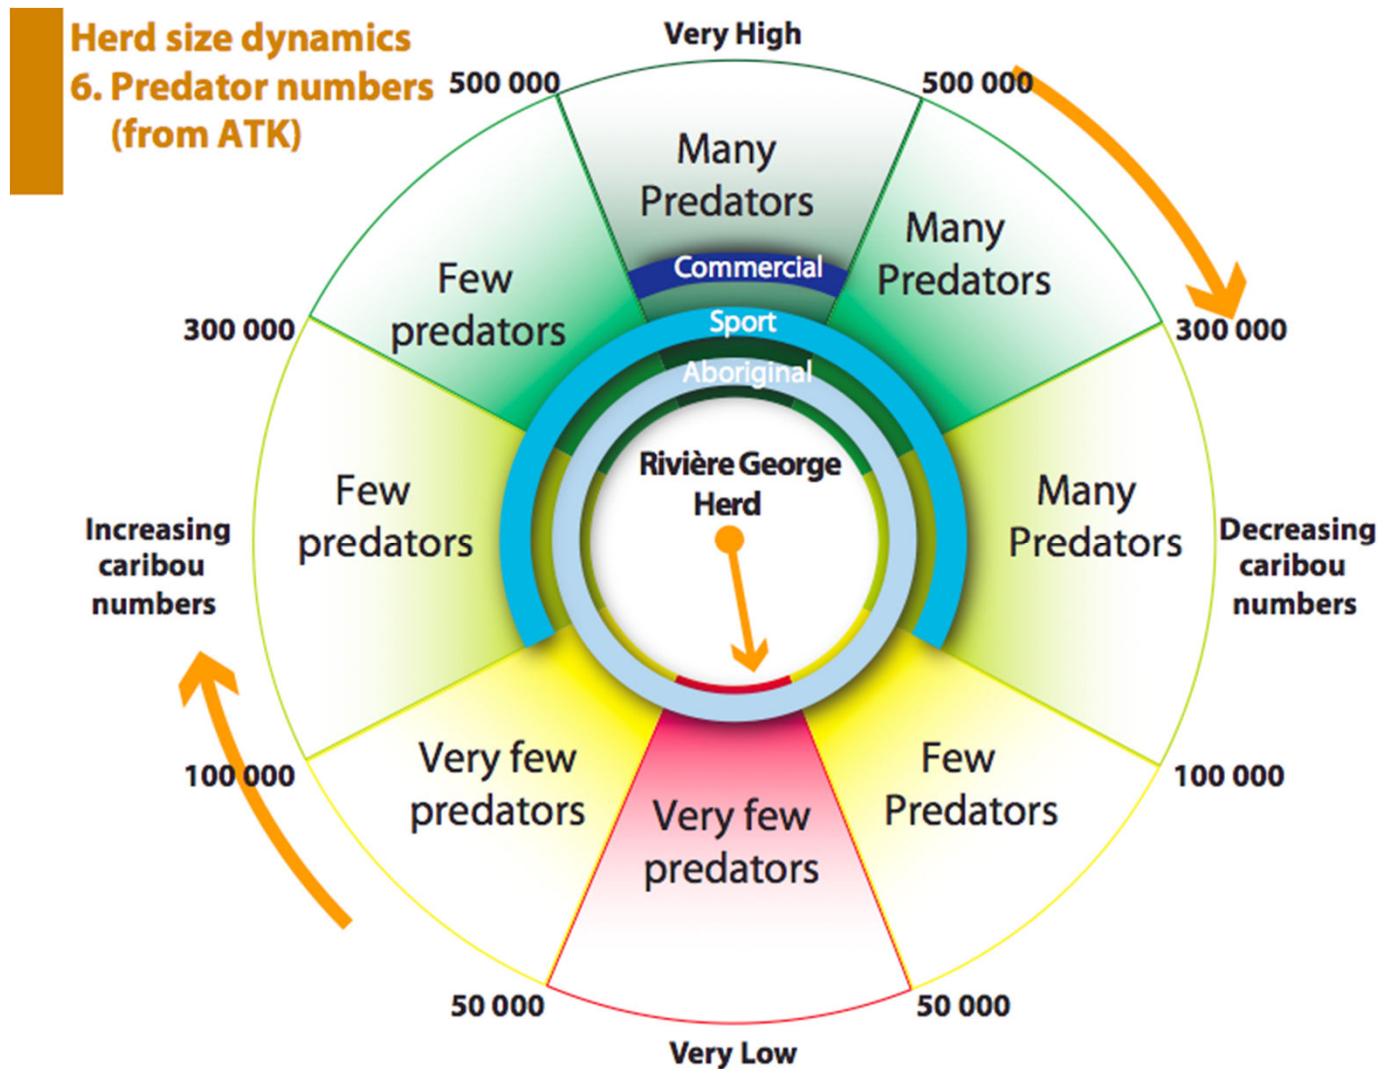 Herd size dynamics
6. Predator numbers
(from ATK)
Very High
500 000
500 000
Many
Predators
Many
Predators
Few
predators
Commercial
Sport
Aboriginal
300 000
300 000
Rivière George
Herd
Few
predators
Many
Predators
Increasing
caribou
numbers
Decreasing
caribou
numbers
Very few
predators
Few
Predators
100 000
100 000
Very few
predators
50 000
50 000
Very Low